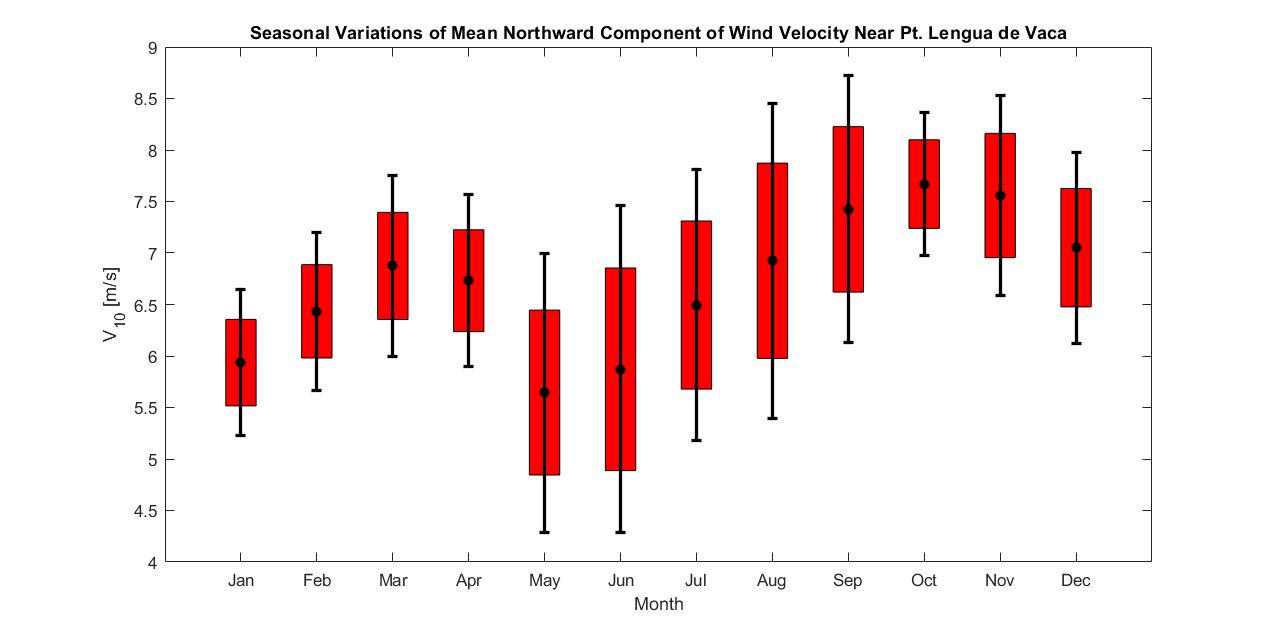 Seasonal Variations of Mean Northward Component of Wind Velocity Near Pt. Lengua de Vaca
9
8.5
8
7.5
7
6.5
6
5.5
5
4.5
4
V10 [m/s]
Jan Feb Mar Apr May Jun Jul Aug Sep Oct Nov Dec
Month